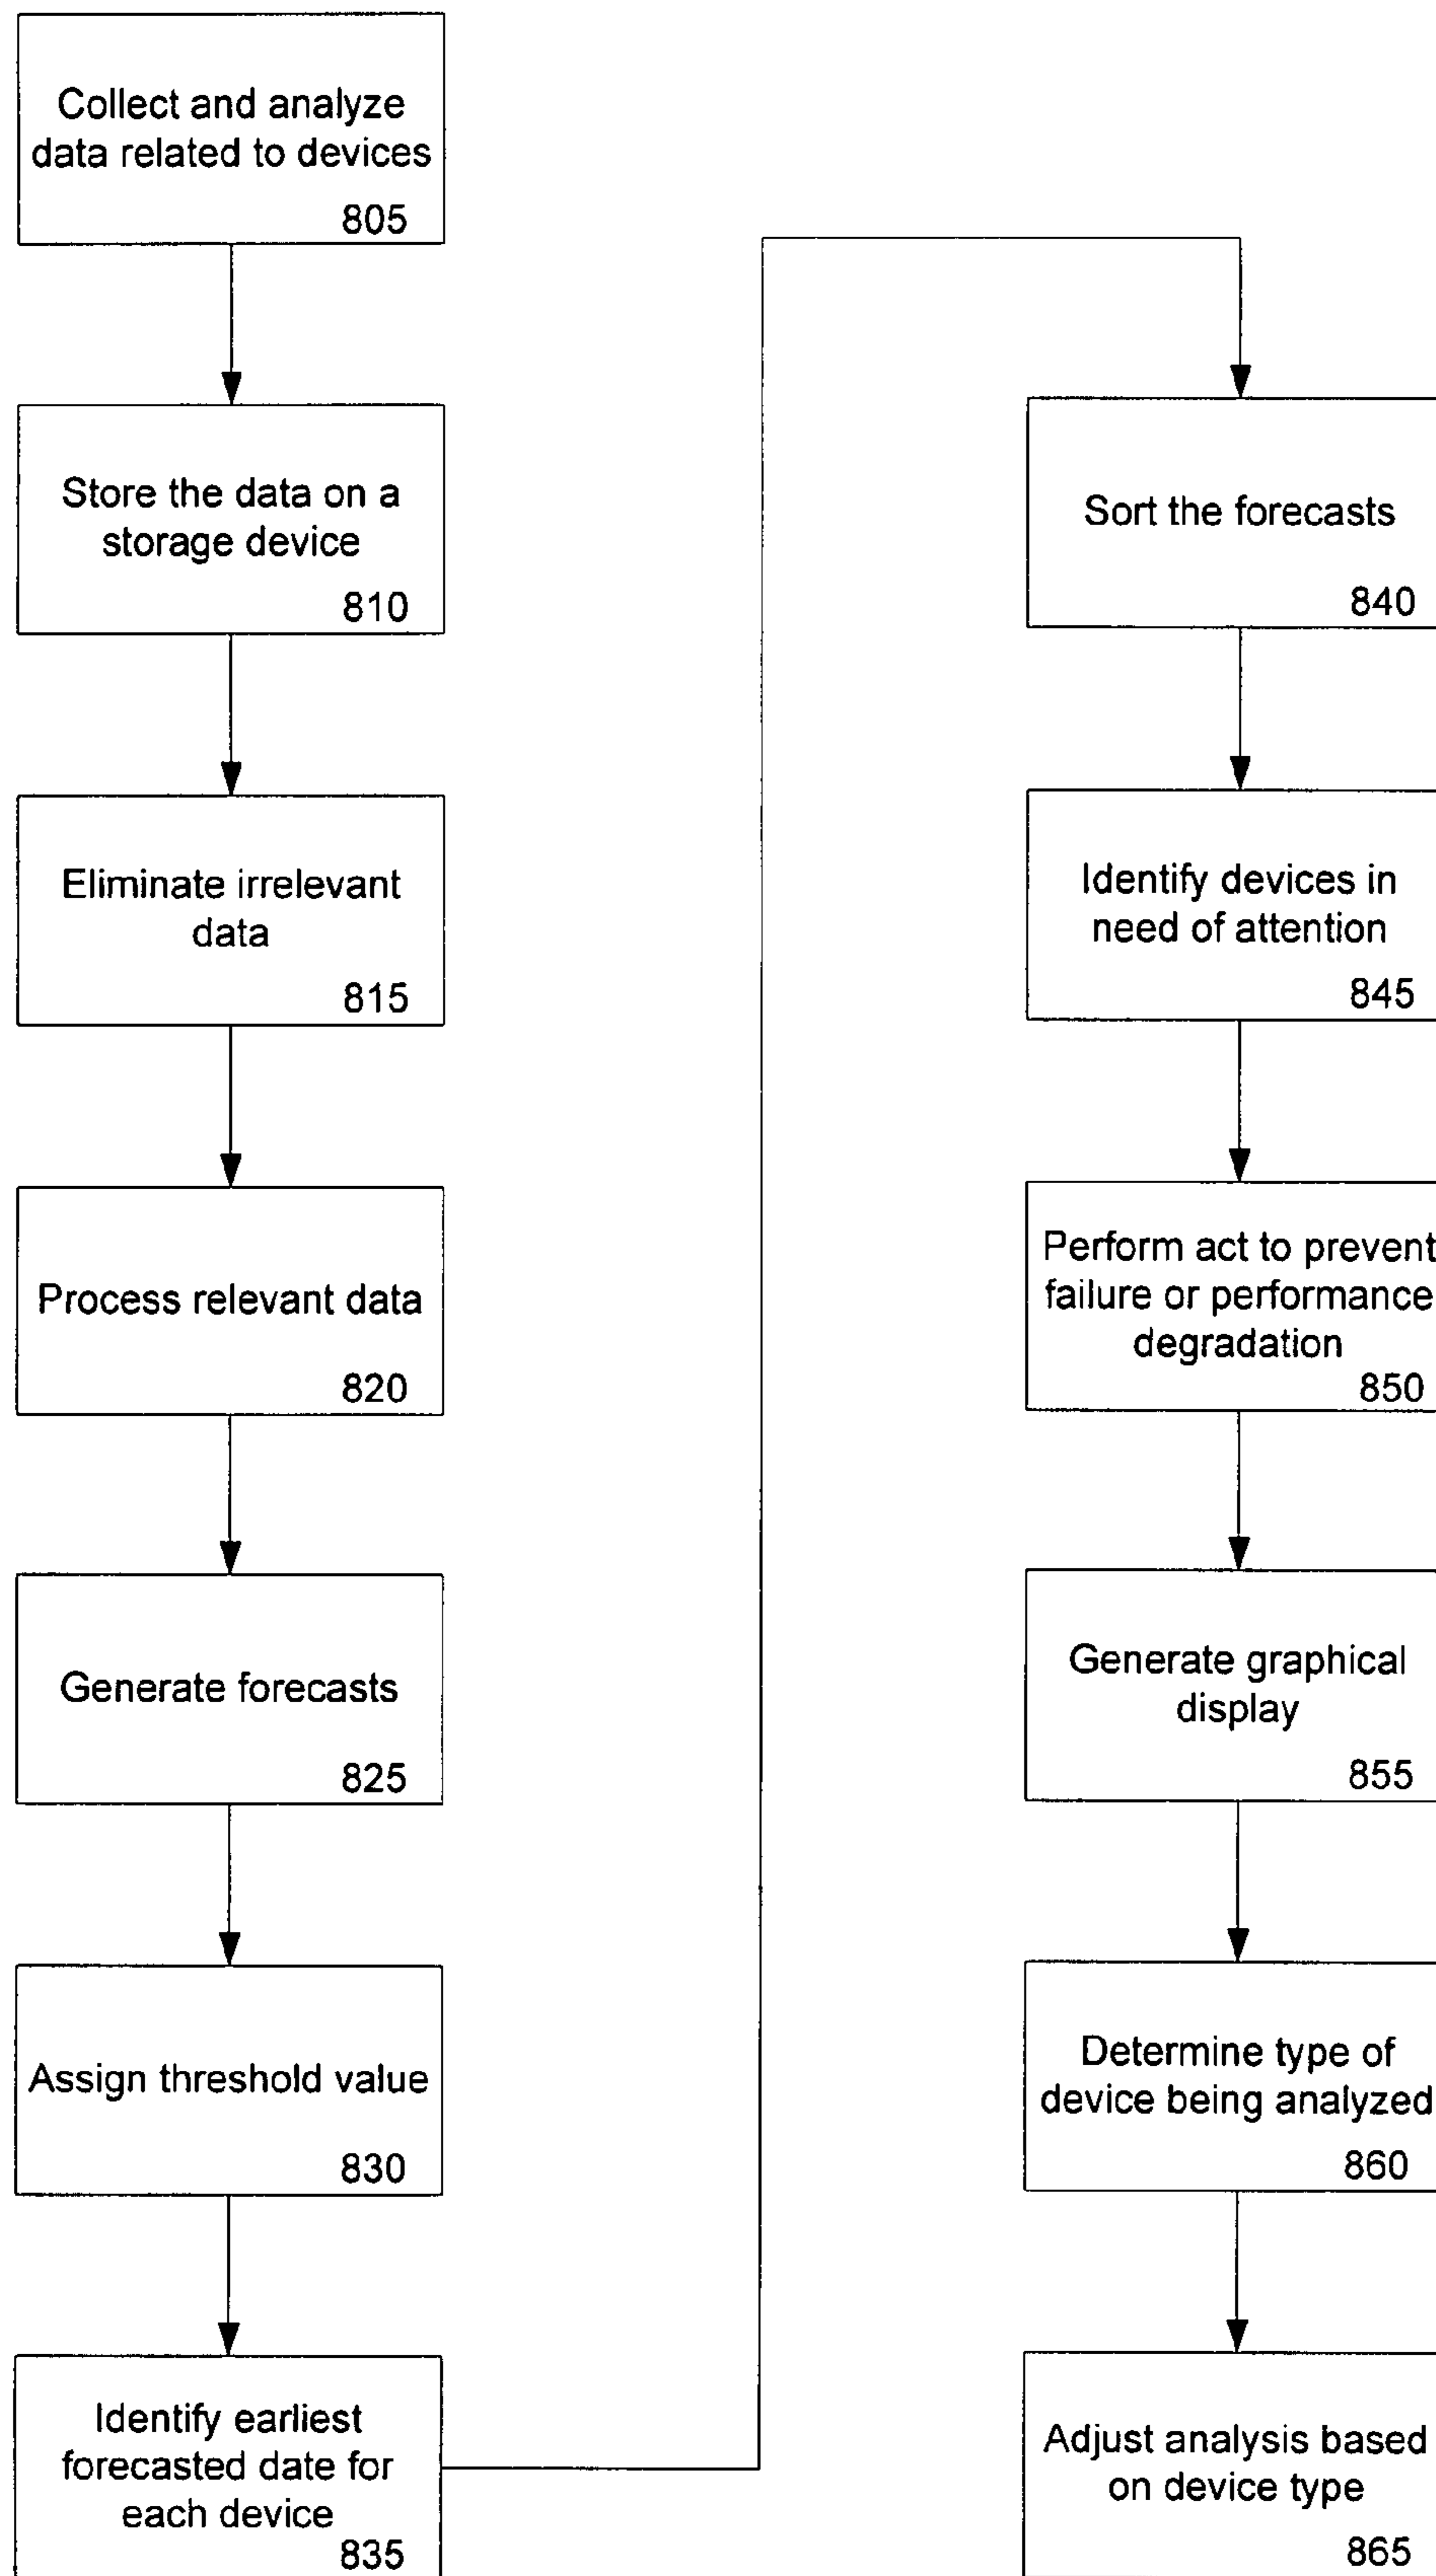 Collect and analyze
data related to devices
805
Store the data on a
storage device
810
Eliminate irrelevant
data
815
Process relevant data
820
Generate forecasts
825
Assign threshold value
830
Identify earliest
forecasted date for
each device
835
Sort the forecasts
840
Identify devices in
need of attention
845
Perform act to prevent
failure or performance
degradation
850
Generate graphical
display
855
Determine type of
device being analyzed
860
Adjust analysis based
on device type
865